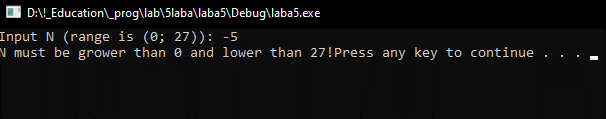 D:\!_Education\_prog\lab\5laba\laba5\Debug\laba5.exe
Input N (range is (0; 27)): -5
N must be grower than 0 and lower than 27!Press any key to continue . . .